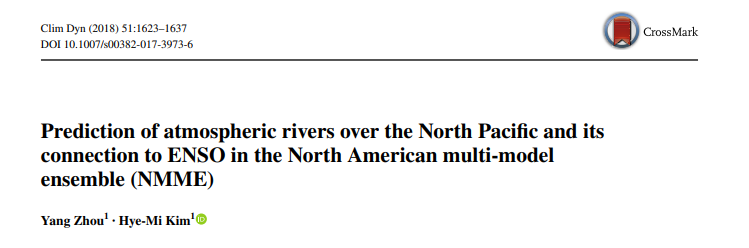 Clim Dyn (2018) 51:1623–1637
DOI 10.1007/s00382-017-3973-6
CrossMark
Prediction of atmospheric rivers over the North Pacific and its
connection to ENSO in the North American multi-model
ensemble (NMME)
Yang Zhou¹ · Hye-Mi Kim¹ iD